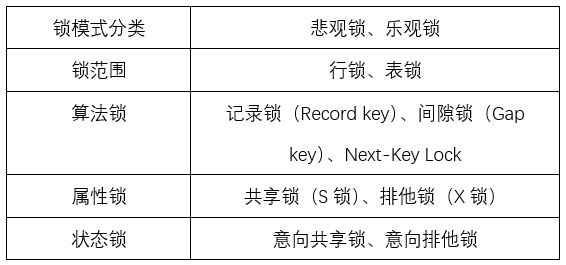 锁模式分类 悲观锁、乐观锁
锁范围 行锁、表锁
算法锁 记录锁（Record key）、间隙锁（Gap
key）、Next-Key Lock
属性锁 共享锁（S 锁）、排他锁（X 锁）
状态锁 意向共享锁、意向排他锁